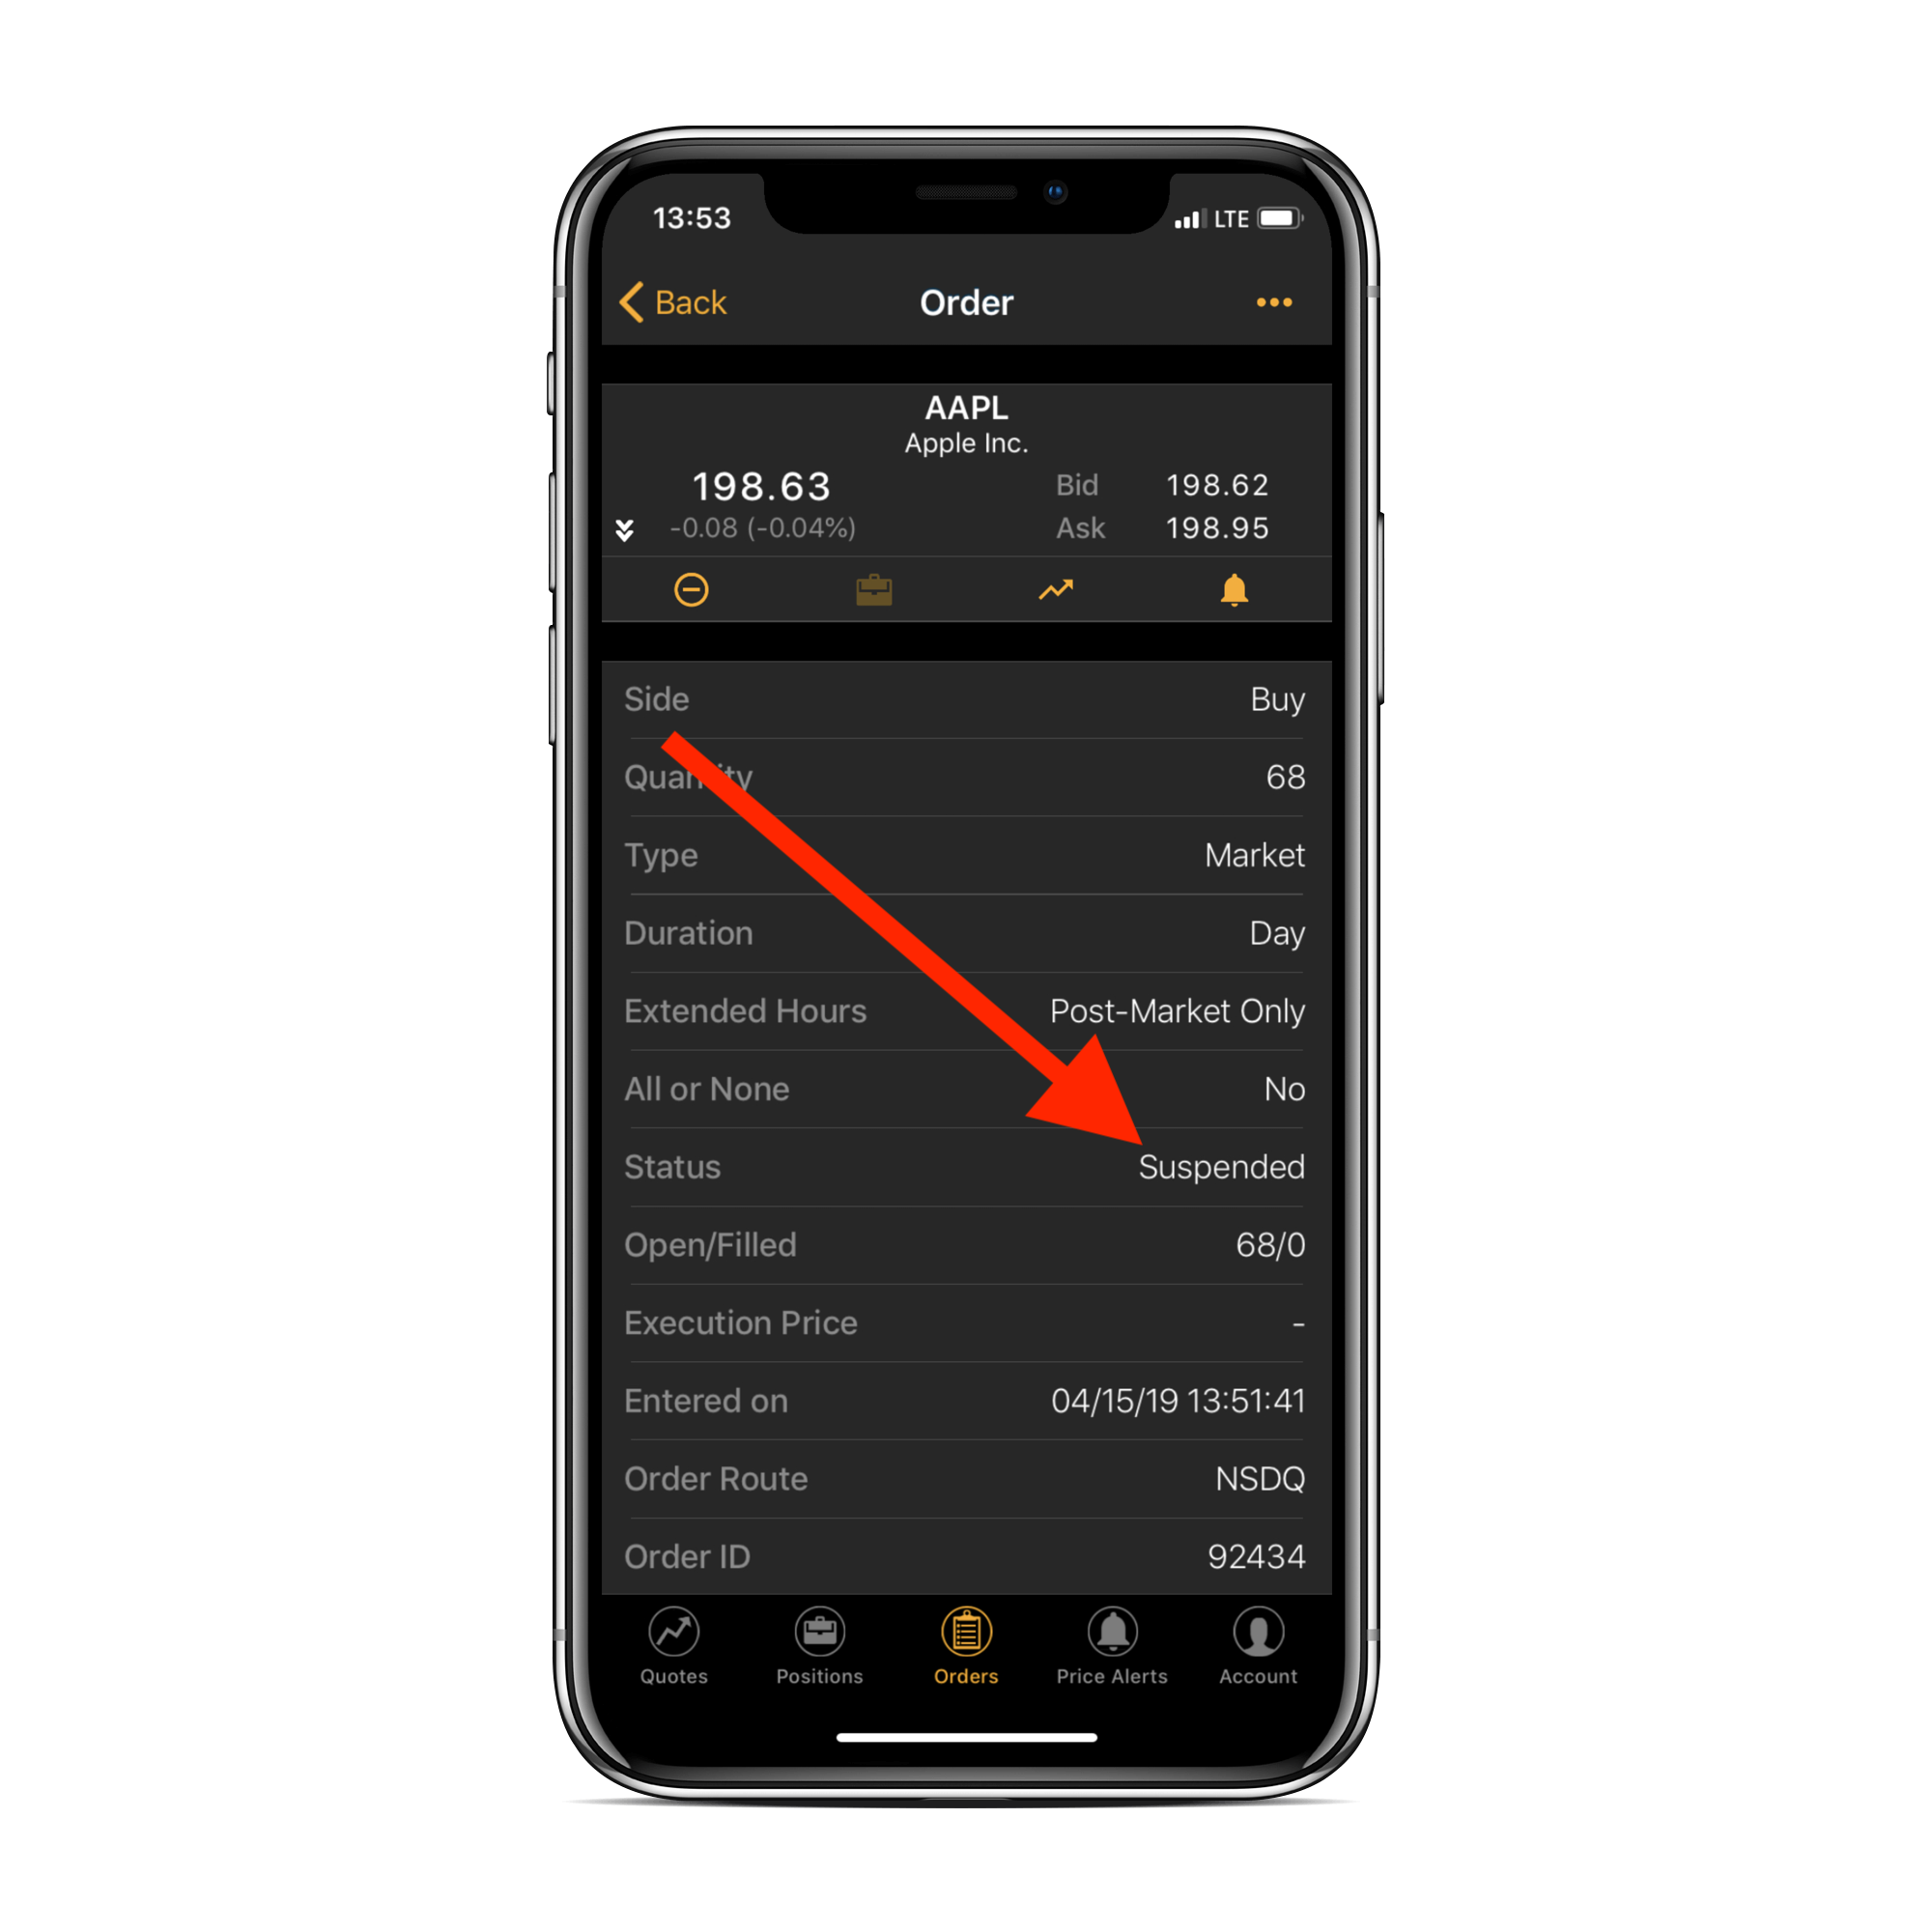 13:53 LTE
Back Order
AAPL
Apple Inc.
198.63 Bid 198.62
-0.08 (-0.04%) Ask 198.95
Side Buy
Quantity 68
Type Market
Duration Day
Extended Hours Post-Market Only
All or None No
Status Suspended
Open/Filled 68/0
Execution Price -
Entered on 04/15/19 13:51:41
Order Route NSDQ
Order ID 92434
Quotes Positions Orders Price Alerts Account